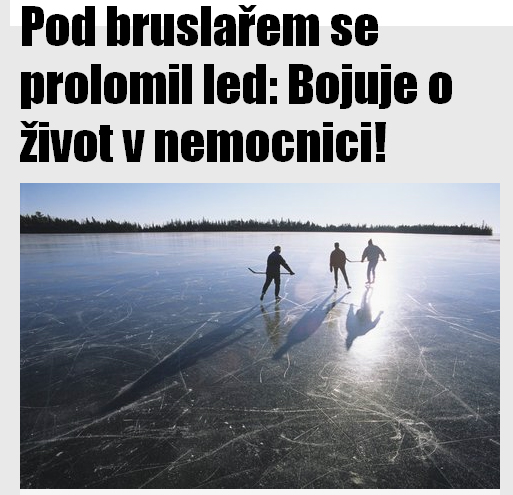 Pod bruslařem se
prolomil led: Bojuje o
život v nemocnici!